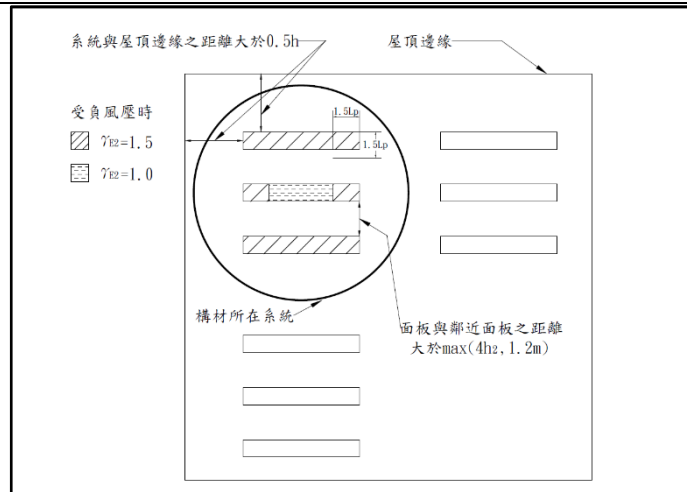 系統與屋頂邊緣之距離大於0.5h
屋頂邊緣
受負風壓時
γE2=1.5
γE2=1.0
1.5Lp
1.5Lp
構材所在系統
面板與鄰近面板之距離
大於max(4h2,1.2m)